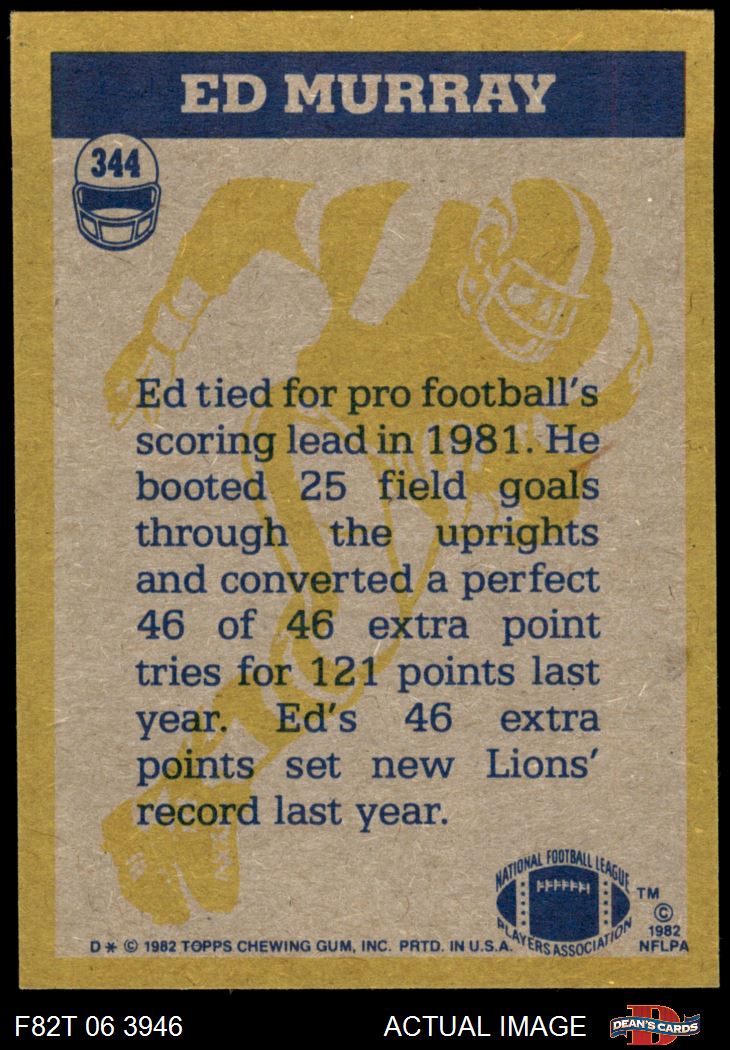 ED MURRAY
344
Ed tied for pro football's
scoring lead in 1981. He
booted 25 field goals
through the uprights
and converted a perfect
46 of 46 extra point
tries for 121 points last
year. Ed's 46 extra
points set new Lions'
record last year.
NATIONAL FOOTBALL LEAGUE
PLAYERS ASSOCIATION
TM
©
1982
NFLPA
D * © 1982 TOPPS CHEWING GUM, INC. PRTD. IN U.S.A.
F82T 06 3946
ACTUAL IMAGE
D
DEAN'S CARDS